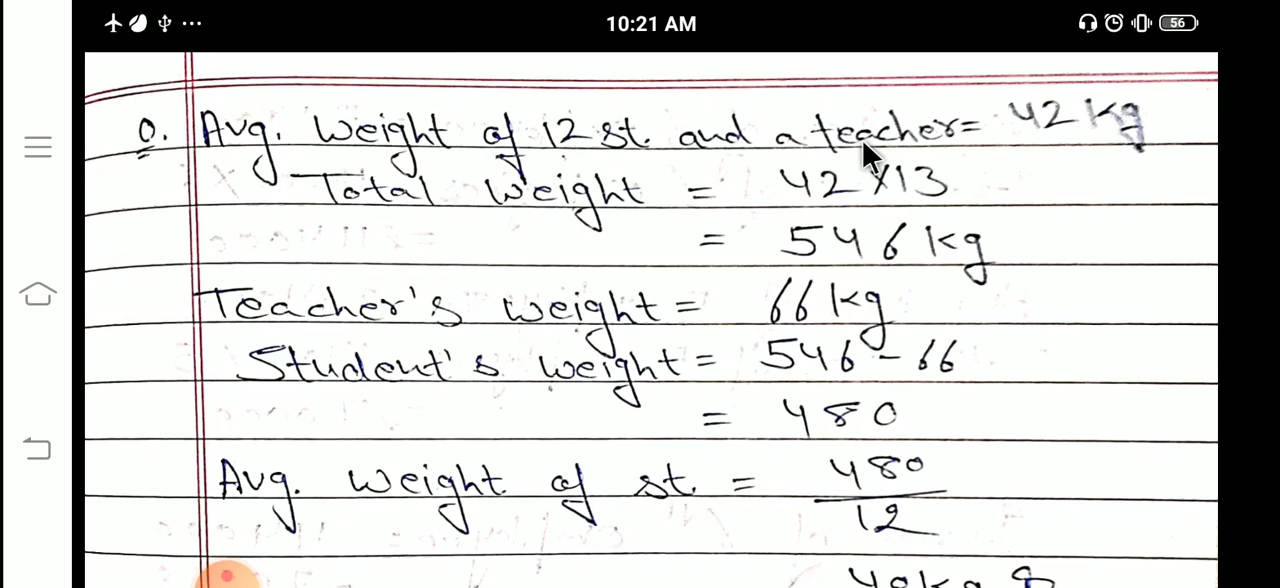 10:21 AM
56
Q. Avg. Weight of 12 st. and a teacher = 42 kg
Total Weight = 42 X 13
= 546 kg
Teacher's weight = 66 kg
Student's weight = 546 - 66
= 480
Avg. weight of st. = 480
12